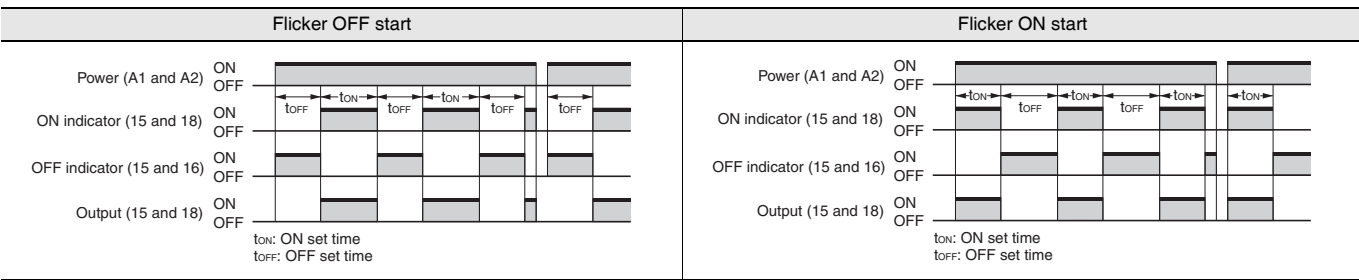 Flicker OFF start
Power (A1 and A2) ON
OFF
tOFF tON tOFF tON tOFF tOFF
ON indicator (15 and 18) ON
OFF
OFF indicator (15 and 16) ON
OFF
Output (15 and 18) ON
OFF
tON: ON set time
tOFF: OFF set time
Flicker ON start
Power (A1 and A2) ON
OFF
tON tOFF tON tOFF tON tON
ON indicator (15 and 18) ON
OFF
OFF indicator (15 and 16) ON
OFF
Output (15 and 18) ON
OFF
tON: ON set time
tOFF: OFF set time